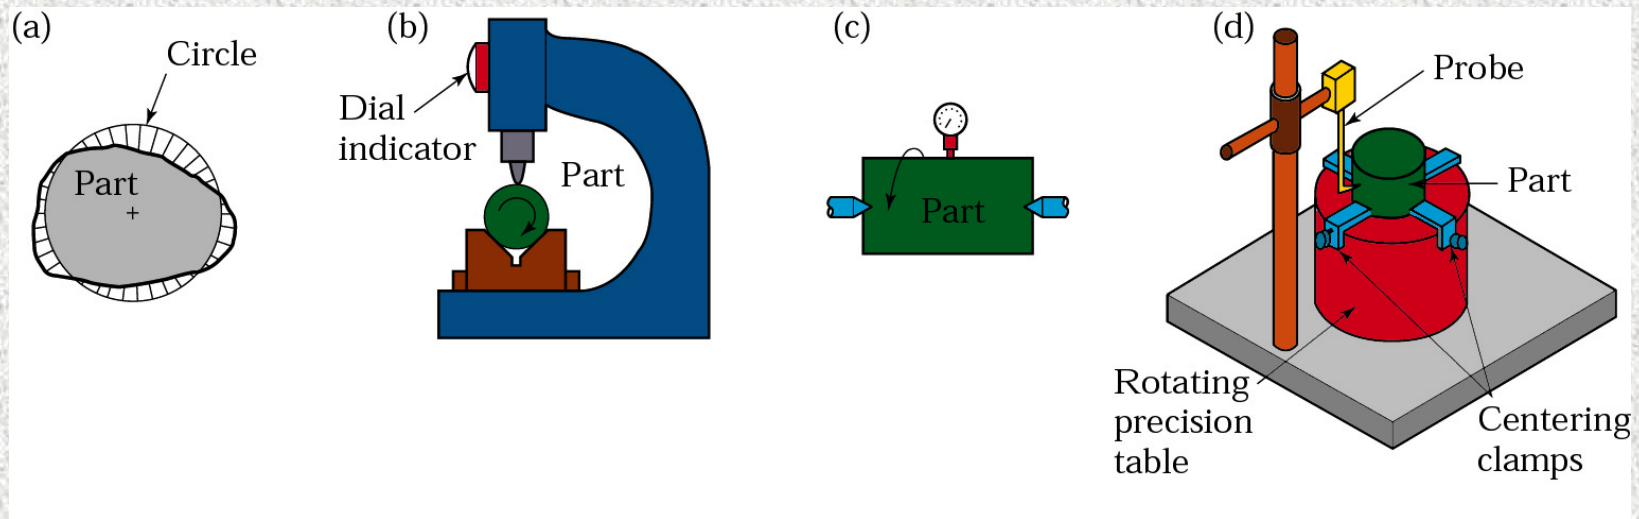 (a)
Circle
Part
+
(b)
Dial
indicator
Part
(c)
Part
(d)
Probe
Part
Rotating
precision
table
Centering
clamps